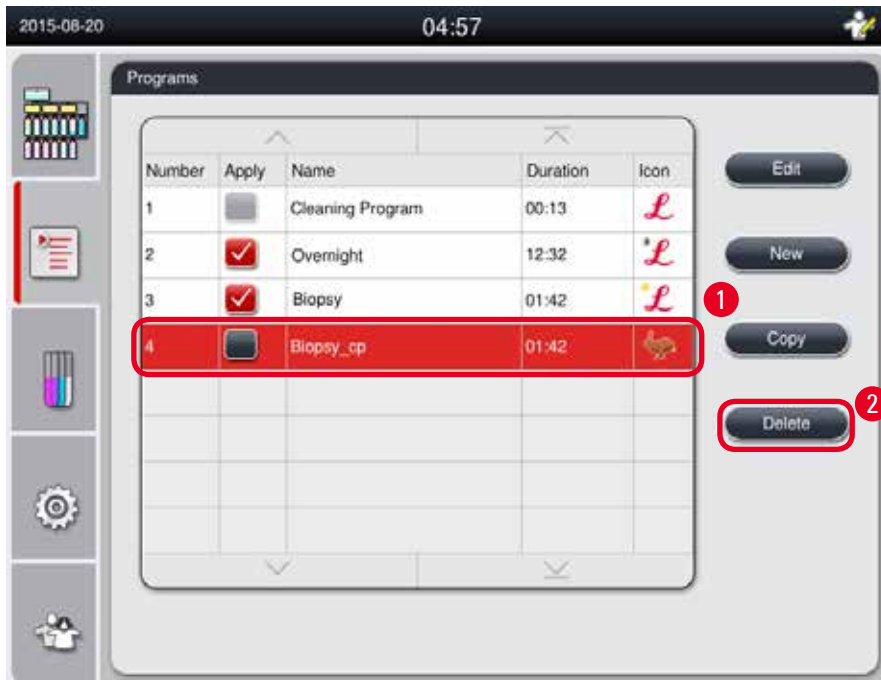 2015-08-20 04:57
Programs
Number Apply Name Duration Icon
1 Cleaning Program 00:13
2 Overnight 12:32
3 Biopsy 01:42
4 Biopsy_cp 01:42
Edit
New
1
Copy
2
Delete